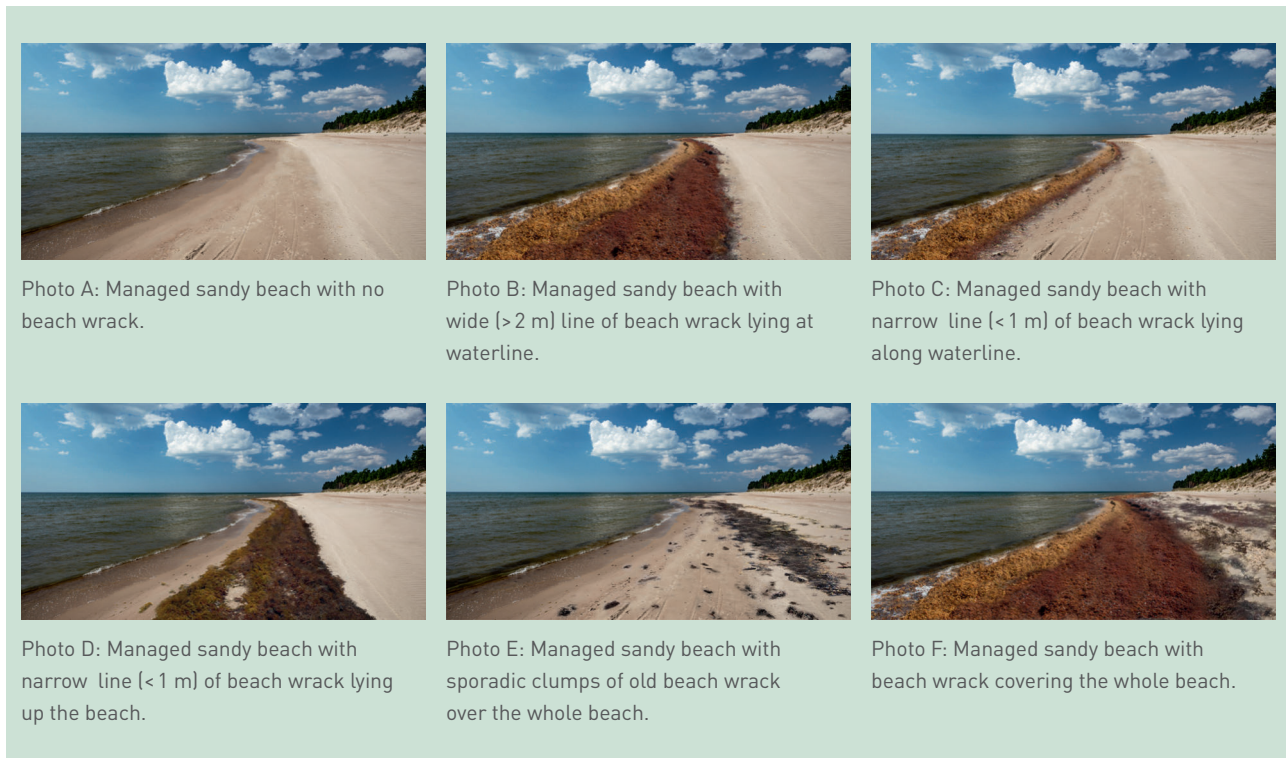 Photo A: Managed sandy beach with no
beach wrack.
Photo B: Managed sandy beach with
wide (> 2 m) line of beach wrack lying at
waterline.
Photo C: Managed sandy beach with
narrow line (< 1 m) of beach wrack lying
along waterline.
Photo D: Managed sandy beach with
narrow line (< 1 m) of beach wrack lying
up the beach.
Photo E: Managed sandy beach with
sporadic clumps of old beach wrack
over the whole beach.
Photo F: Managed sandy beach with
beach wrack covering the whole beach.